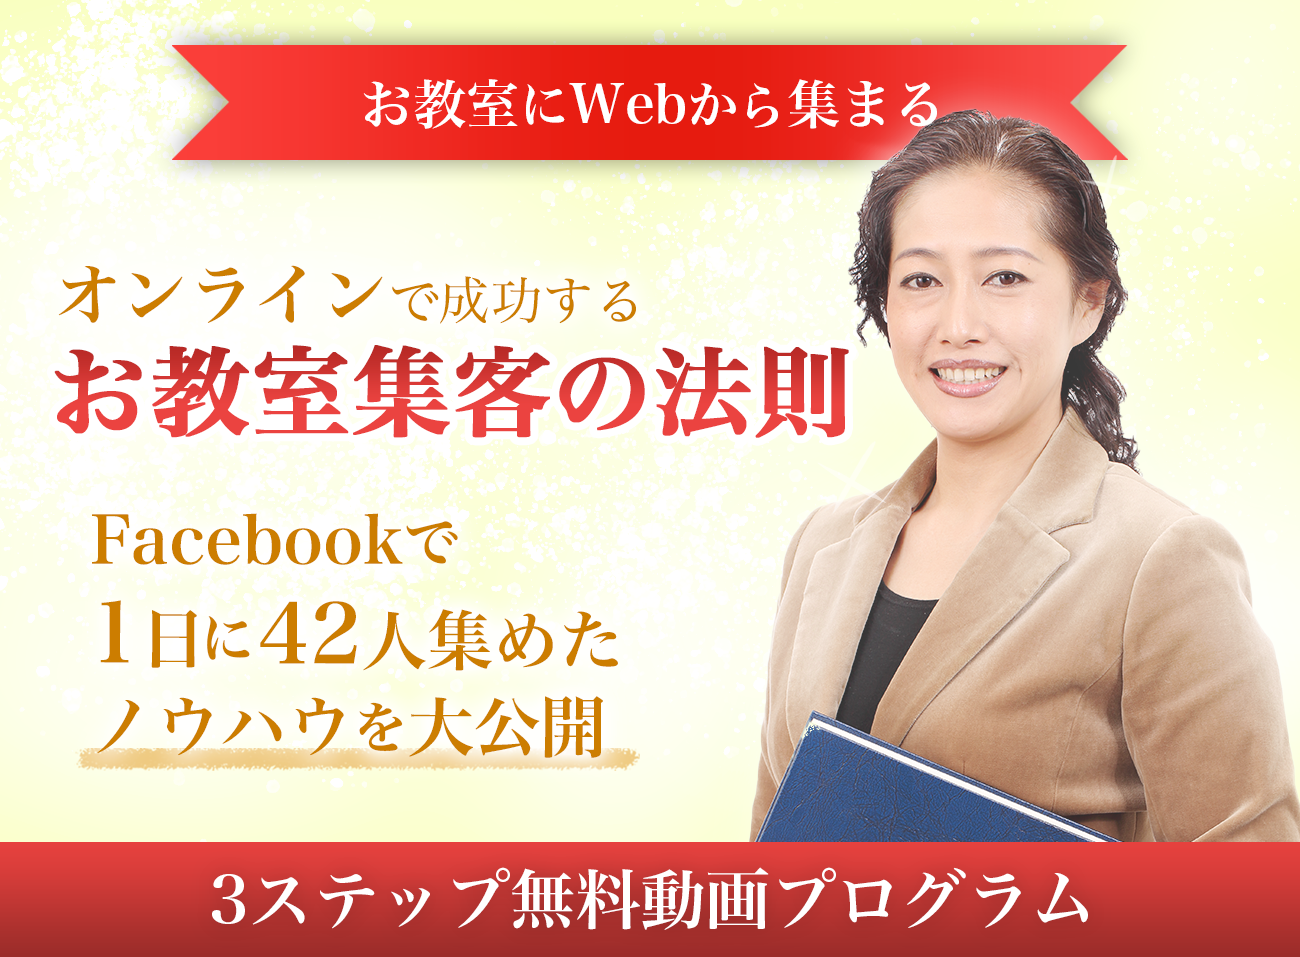 お教室にWebから集まる
オンラインで成功する
お教室集客の法則
Facebookで
1日に42人集めた
ノウハウを大公開
3ステップ無料動画プログラム